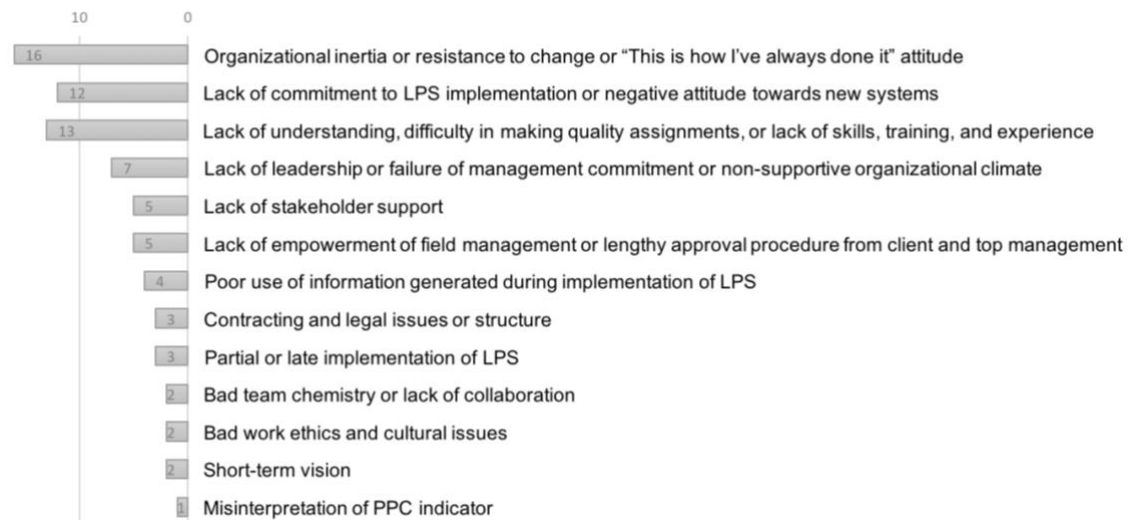 10 0
16 Organizational inertia or resistance to change or “This is how I’ve always done it” attitude
12 Lack of commitment to LPS implementation or negative attitude towards new systems
13 Lack of understanding, difficulty in making quality assignments, or lack of skills, training, and experience
7 Lack of leadership or failure of management commitment or non-supportive organizational climate
5 Lack of stakeholder support
5 Lack of empowerment of field management or lengthy approval procedure from client and top management
4 Poor use of information generated during implementation of LPS
3 Contracting and legal issues or structure
3 Partial or late implementation of LPS
2 Bad team chemistry or lack of collaboration
2 Bad work ethics and cultural issues
2 Short-term vision
1 Misinterpretation of PPC indicator